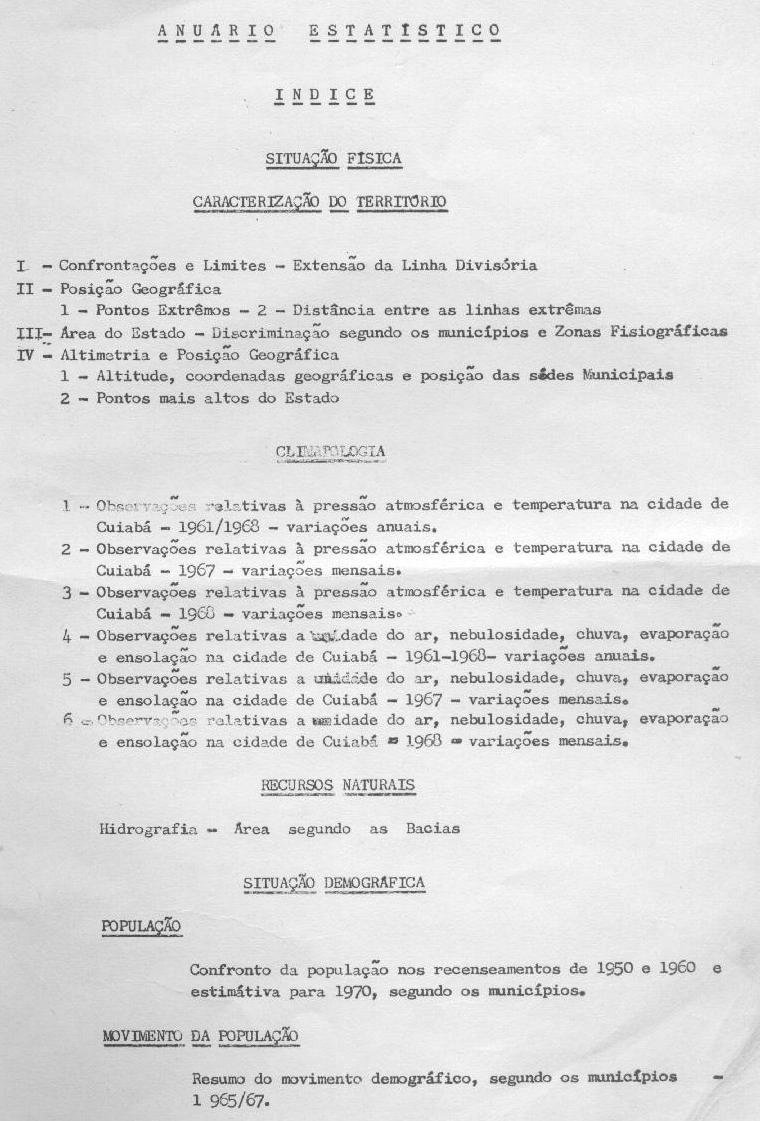 ANUÁRIO ESTATÍSTICO
INDICE
SITUAÇÃO FÍSICA
CARACTERIZAÇÃO DO TERRITÓRIO
I - Confrontações e Limites - Extensão da Linha Divisória
II - Posição Geográfica
1 - Pontos Extrêmos - 2 - Distância entre as linhas extrêmas
III- Área do Estado - Discriminação segundo os municípios e Zonas Fisiográficas
IV - Altimetria e Posição Geográfica
1 - Altitude, coordenadas geográficas e posição das sédes Municipais
2 - Pontos mais altos do Estado
CLIMATOLOGIA
1 - Observações relativas à pressão atmosférica e temperatura na cidade de
Cuiabá - 1961/1968 - variações anuais.
2 - Observações relativas à pressão atmosférica e temperatura na cidade de
Cuiabá - 1967 - variações mensais.
3 - Observações relativas à pressão atmosférica e temperatura na cidade de
Cuiabá - 1968 - variações mensais.
4 - Observações relativas a do ar, nebulosidade, chuva, evaporação
e ensolação na cidade de Cuiabá - 1961-1968- variações anuais.
5 - Observações relativas a umidade do ar, nebulosidade, chuva, evaporação
e ensolação na cidade de Cuiabá - 1967 - variações mensais.
6 - Observações relativas a umidade do ar, nebulosidade, chuva, evaporação
e ensolação na cidade de Cuiabá - 1968 - variações mensais.
RECURSOS NATURAIS
Hidrografia - Área segundo as Bacias
SITUAÇÃO DEMOGRÁFICA
POPULAÇÃO
Confronto da população nos recenseamentos de 1950 e 1960 e
estimátiva para 1970, segundo os municípios.
MOVIMENTO DA POPULAÇÃO
Resumo do movimento demográfico, segundo os municípios -
1 965/67.